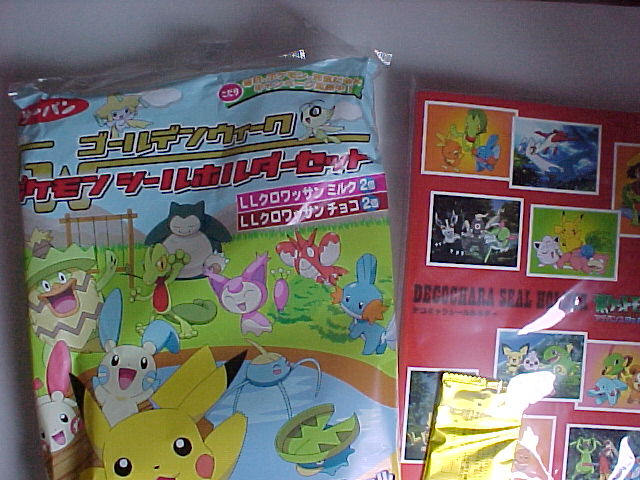 こだり
ゴールデンウィーク
ケモン シールホルダーセット
LLクロワッサン ミルク 2個
LLクロワッサン チョコ 2個
DECOCHARA SEAL HOLDER
デコキャラシールホルダー